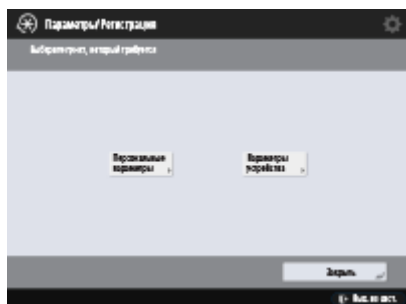 Параметры/Регистрация
Выберите пункт, который требуется
Персональные
параметры
Параметры
устройства
Закрыть